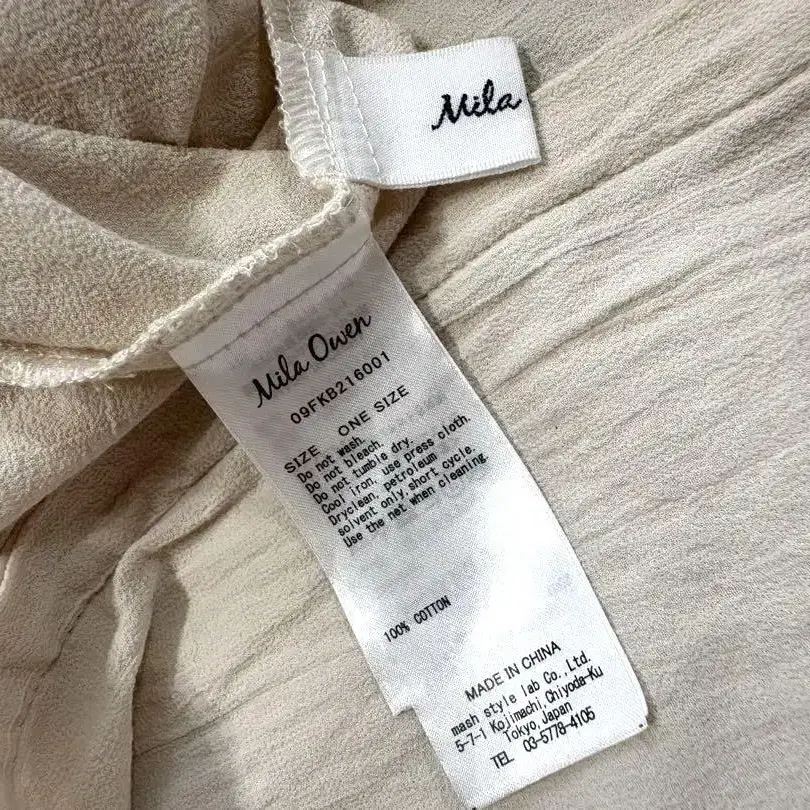 Mila
Mila Owen
09FKB216001
SIZE ONE SIZE
Do not wash.
Do not bleach.
Do not tumble dry.
Cool iron, use press cloth.
Dryclean, petroleum
solvent only,short cycle.
Use the net when cleaning.
100% COTTON
MADE IN CHINA
mash style lab Co.,Ltd.
5-7-1 Kojimachi,Chiyoda-Ku
Tokyo,Japan
TEL 03-5778-4105